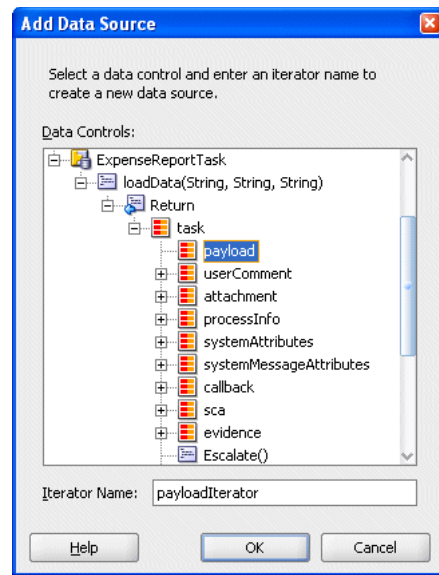 Add Data Source
Select a data control and enter an iterator name to
create a new data source.
Data Controls:
ExpenseReportTask
loadData(String, String, String)
Return
task
payload
userComment
attachment
processInfo
systemAttributes
systemMessageAttributes
callback
sca
evidence
Escalate()
Iterator Name: payloadIterator
Help OK Cancel